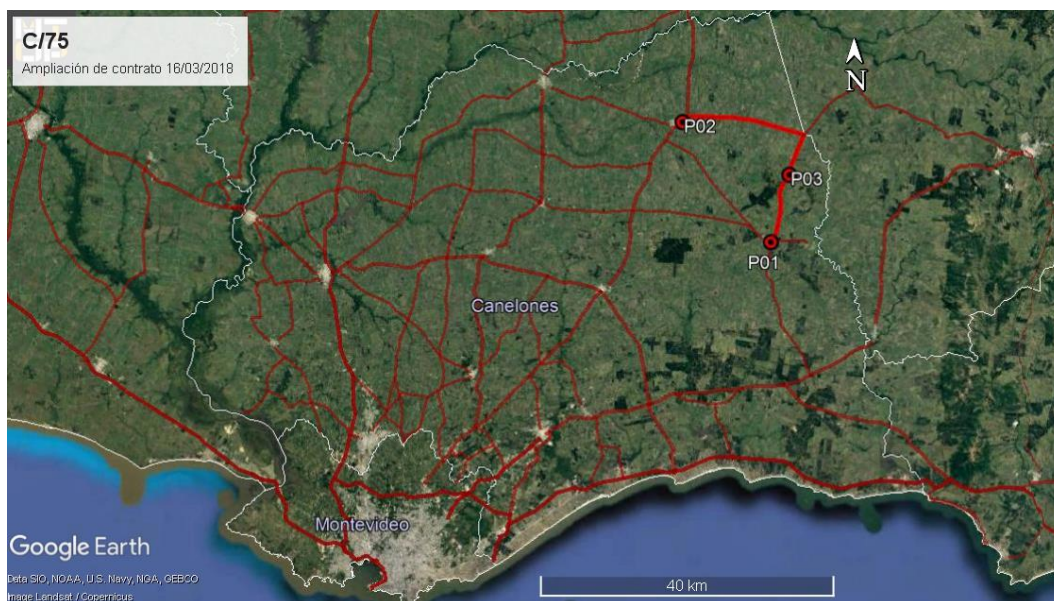 C/75
Ampliación de contrato 16/03/2018
N
P02
P03
P01
Canelones
Montevideo
Google Earth
40 km
Data SIO, NOAA, U.S. Navy, NGA, GEBCO
Image Landsat / Copernicus